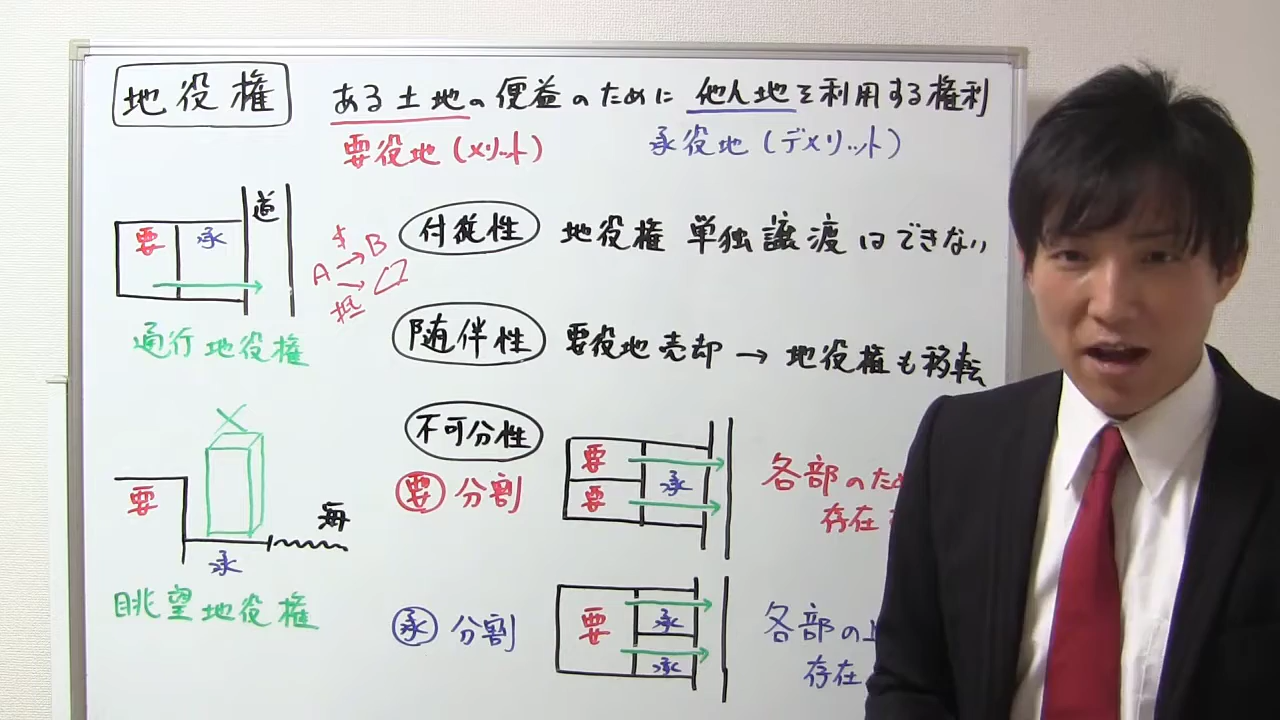 地役権
ある土地の便益のために他人地を利用する権利
要役地(メリット)
承役地(デメリット)
道
要
承
通行地役権
A→B
担
付従性
地役権 単独譲渡はできない
随伴性
要役地売却→地役権も移転
×
要
承
海
眺望地役権
不可分性
要 分割
要
要
承
各部のため
存在
承 分割
要
承
承
各部の上
存在